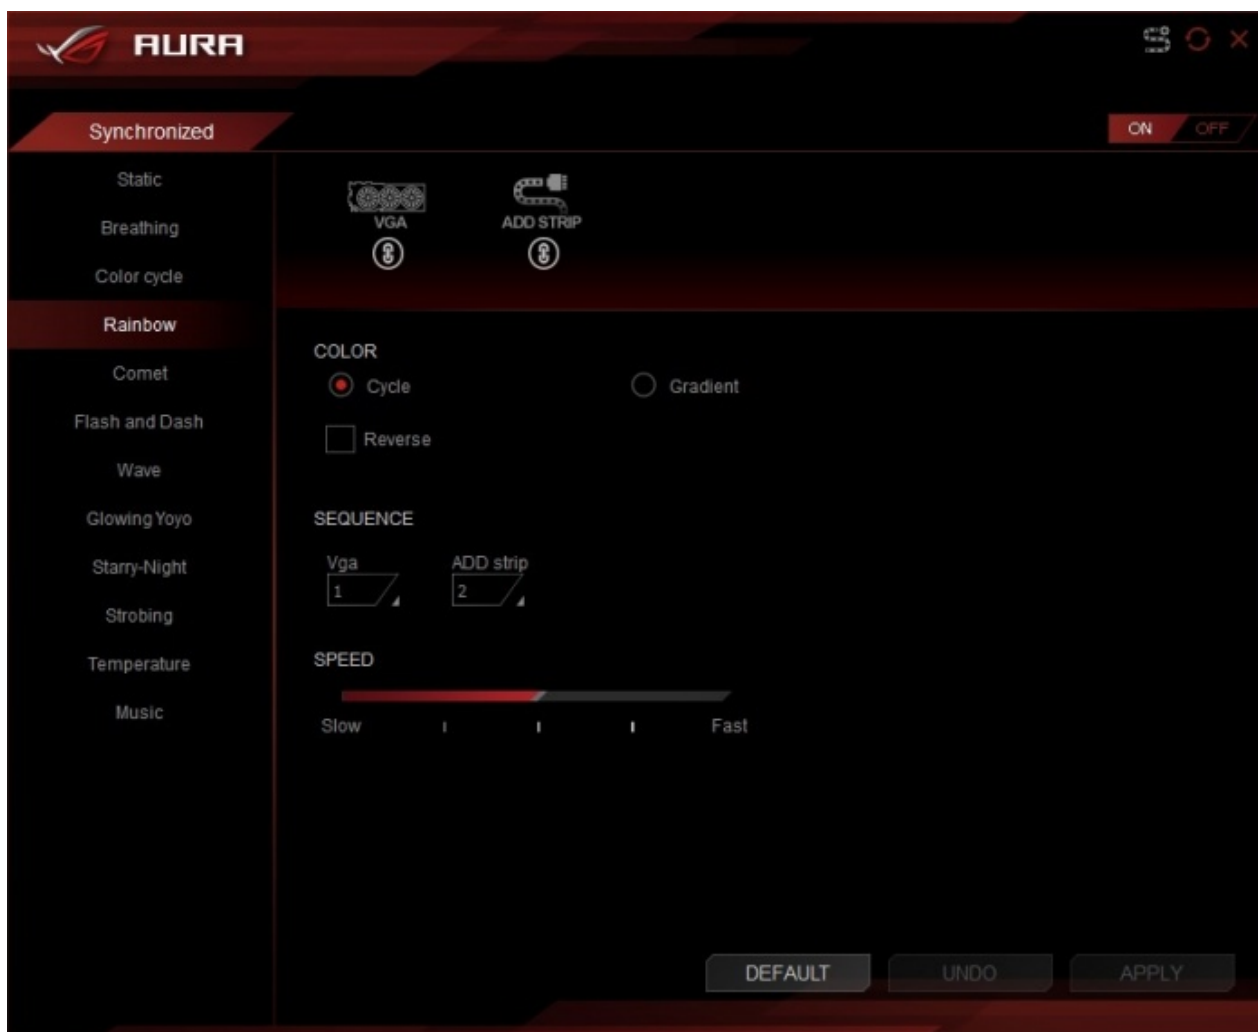 AURA
Synchronized
ON OFF
Static
Breathing
Color cycle
Rainbow
Comet
Flash and Dash
Wave
Glowing Yoyo
Starry-Night
Strobing
Temperature
Music
VGA ADD STRIP
COLOR
Cycle Gradient
Reverse
SEQUENCE
Vga ADD strip
1 2
SPEED
Slow Fast
DEFAULT UNDO APPLY